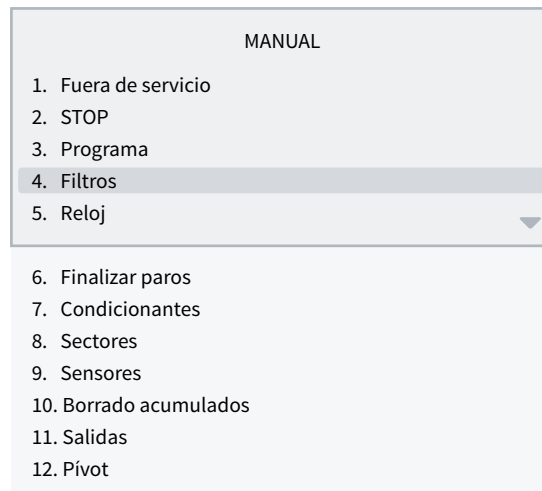 MANUAL
1. Fuera de servicio
2. STOP
3. Programa
4. Filtros
5. Reloj
6. Finalizar paros
7. Condicionantes
8. Sectores
9. Sensores
10. Borrado acumulados
11. Salidas
12. Pívot